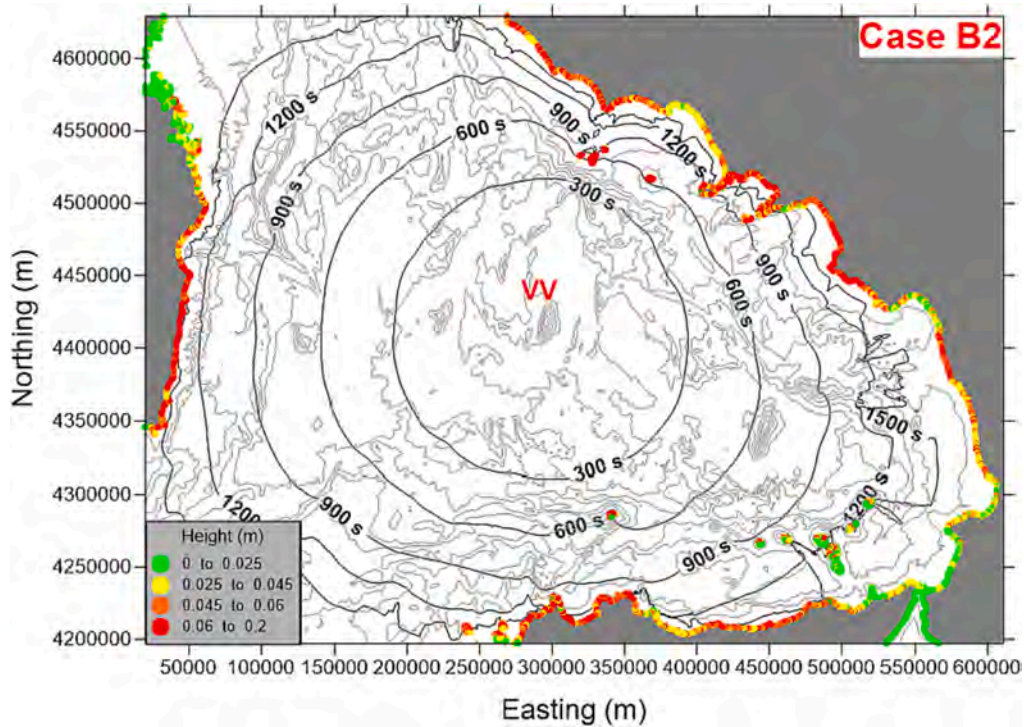 Case B2
4600000
4550000
4500000
4450000
4400000
4350000
4300000
4250000
4200000
Northing (m)
1200 s
900 s
600 s
900 s
1200 s
300 s
VV
900 s
600 s
1500 s
300 s
1200 s
600 s
900 s
1200
900 s
Height (m)
0 to 0.025
0.025 to 0.045
0.045 to 0.06
0.06 to 0.2
50000 100000 150000 200000 250000 300000 350000 400000 450000 500000 550000 600000
Easting (m)